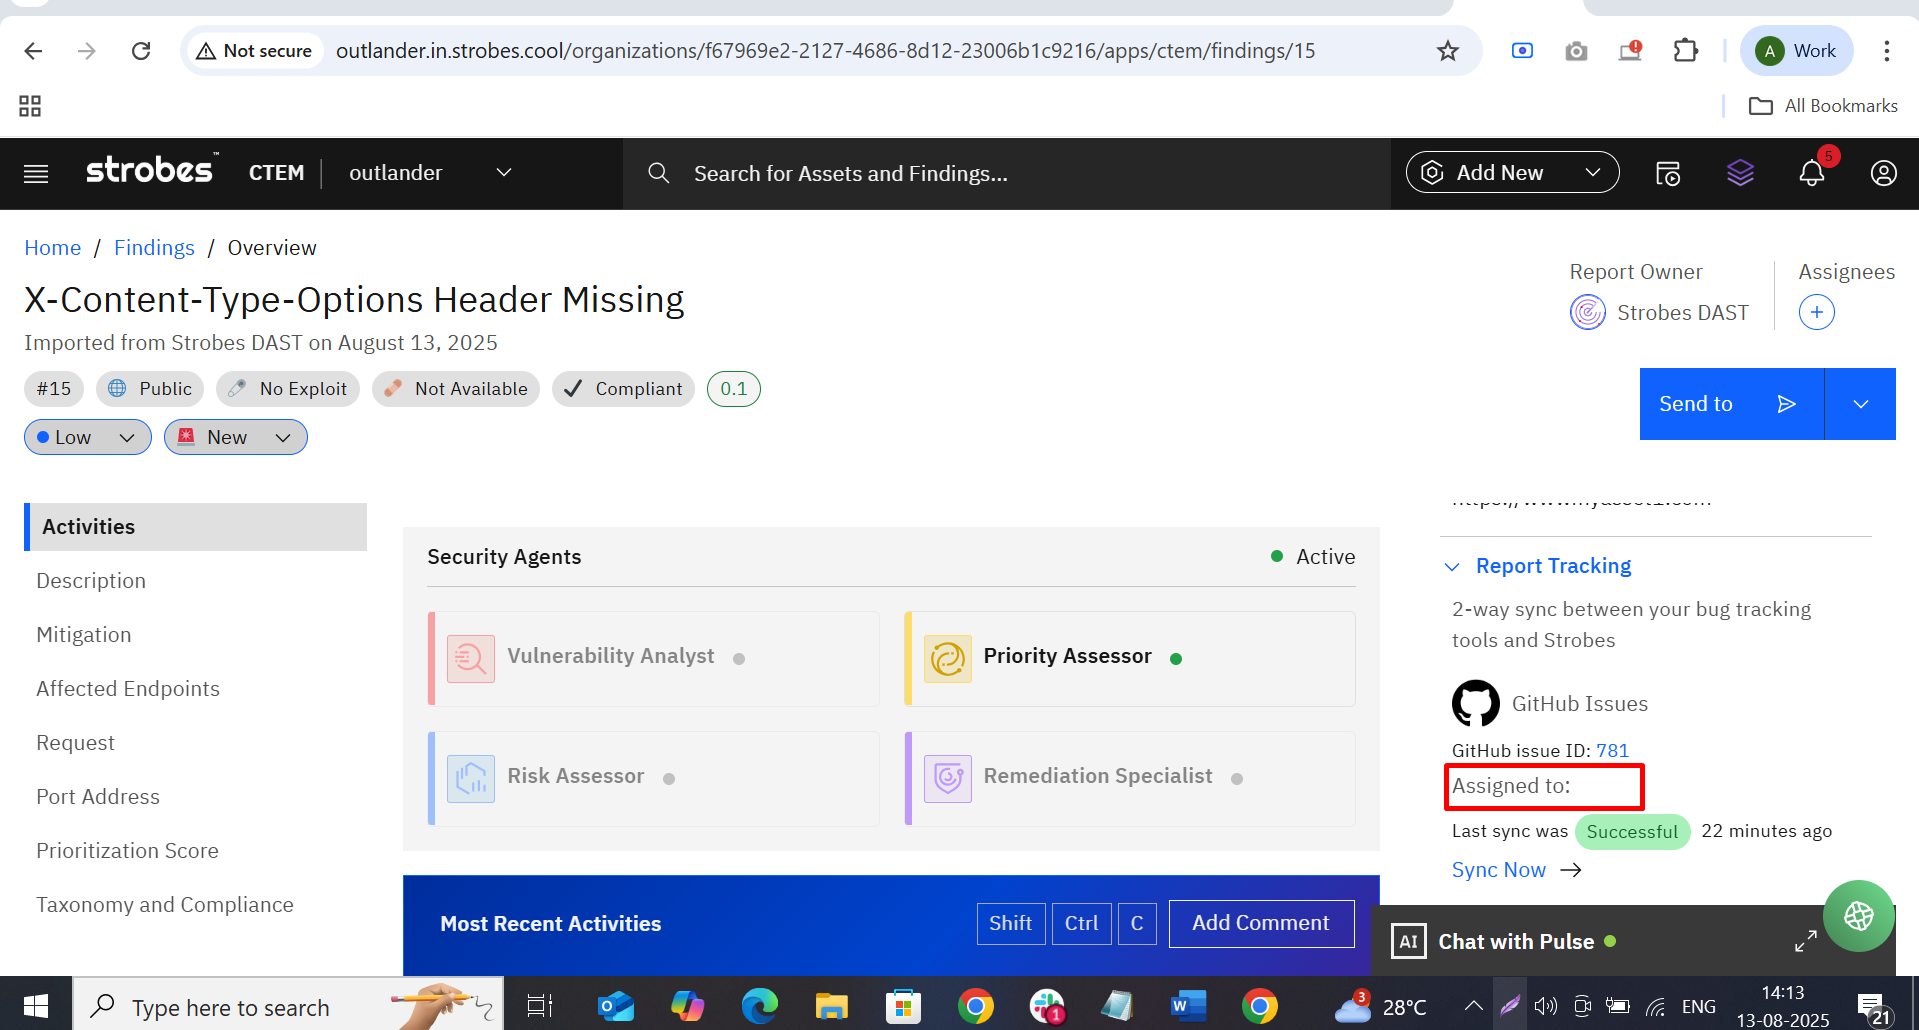 Not secure
outlander.in.strobes.cool/organizations/f67969e2-2127-4686-8d12-23006b1c9216/apps/ctem/findings/15
A Work
All Bookmarks
strobes™ CTEM outlander
Search for Assets and Findings...
Add New
5
Home / Findings / Overview
X-Content-Type-Options Header Missing
Imported from Strobes DAST on August 13, 2025
#15 Public No Exploit Not Available Compliant 0.1
Low New
Report Owner
Strobes DAST
Assignees
Send to
Activities
Description
Mitigation
Affected Endpoints
Request
Port Address
Prioritization Score
Taxonomy and Compliance
Security Agents Active
Vulnerability Analyst
Priority Assessor
Risk Assessor
Remediation Specialist
Most Recent Activities Shift Ctrl C Add Comment
Report Tracking
2-way sync between your bug tracking
tools and Strobes
GitHub Issues
GitHub issue ID: 781
Assigned to:
Last sync was Successful 22 minutes ago
Sync Now
AI Chat with Pulse
Type here to search
1
3
28°C
ENG
14:13
13-08-2025
21